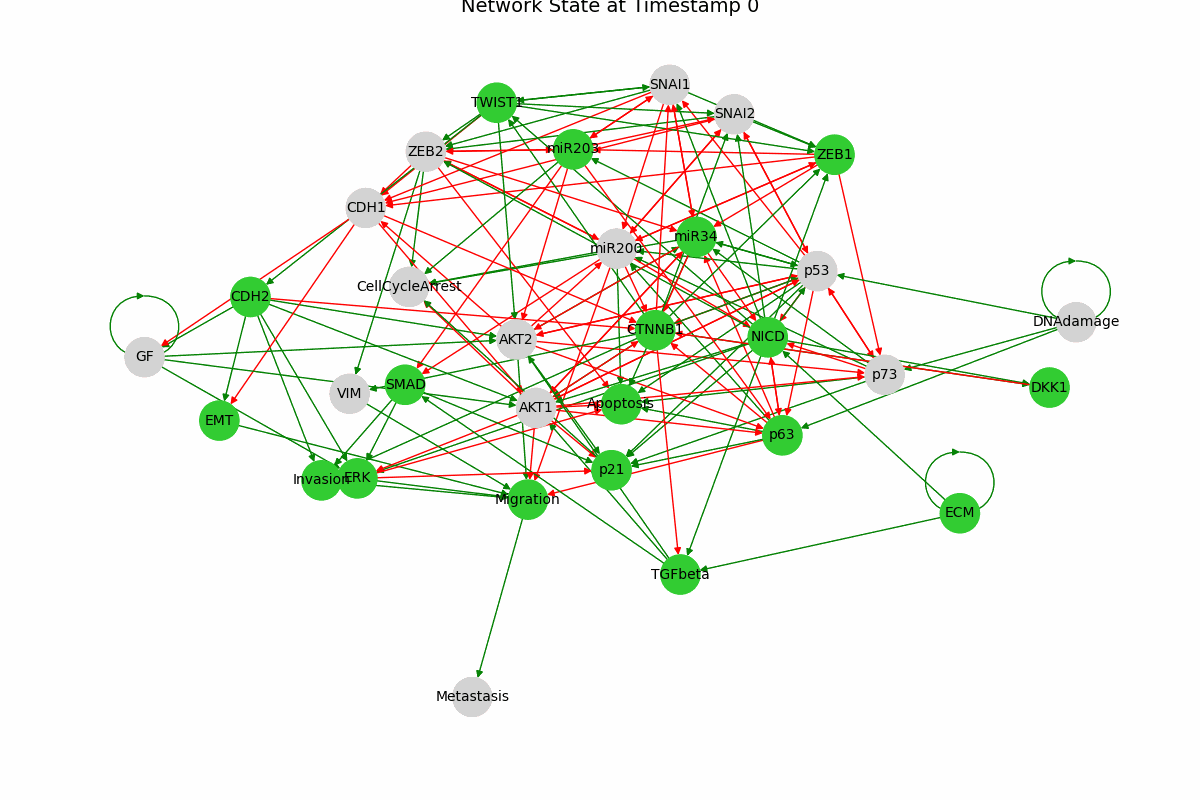 Network State at Timestamp 0
SNAI1
TWIST1
SNAI2
miR203
ZEB2
ZEB1
CDH1
miR34
miR200
p53
CellCycleArrest
CDH2
DNAdamage
CTNNB1
NICD
AKT2
GF
p73
SMAD
DKK1
VIM
Apoptosis
AKT1
EMT
p63
p21
ERK
Invasion
Migration
ECM
TGFbeta
Metastasis